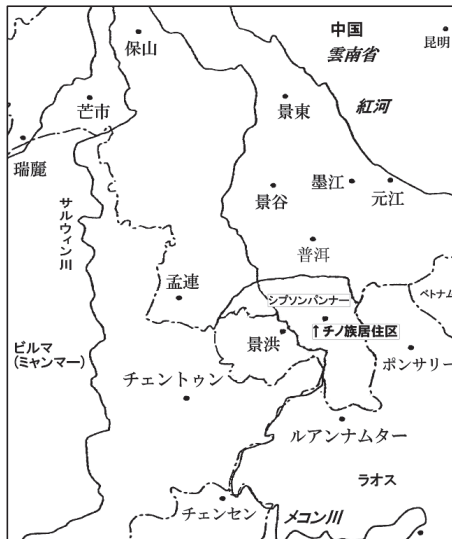 中国
雲南省
昆明
保山
芒市
景東
紅河
瑞麗
景谷
墨江
元江
サルウィン川
普洱
孟連
シプソンパンナー
ベトナム
↑チノ族居住区
景洪
ビルマ
(ミャンマー)
ポンサリー
チェントゥン
ルアンナムター
ラオス
チェンセン
メコン川